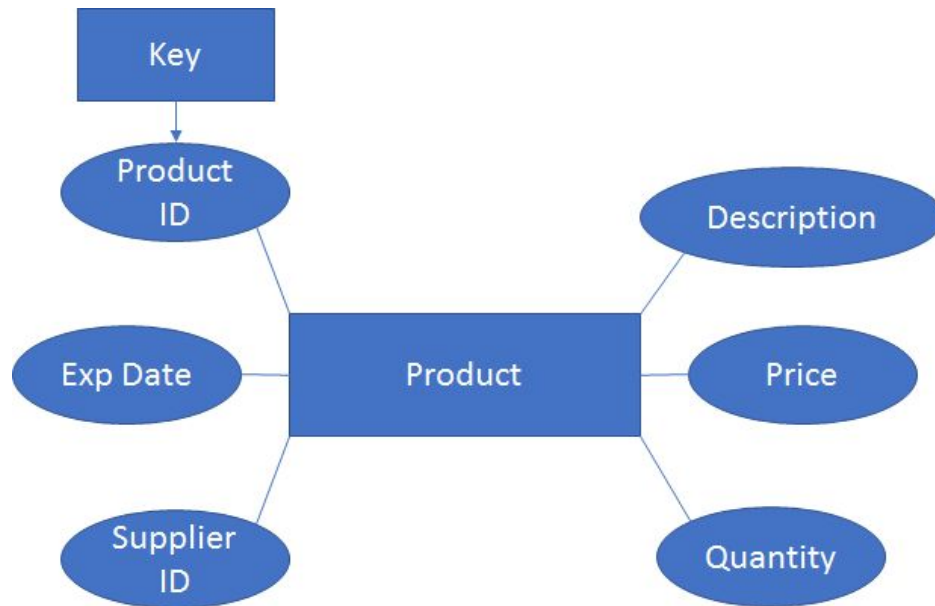 Key
Product
ID
Description
Exp Date
Product
Price
Supplier
ID
Quantity